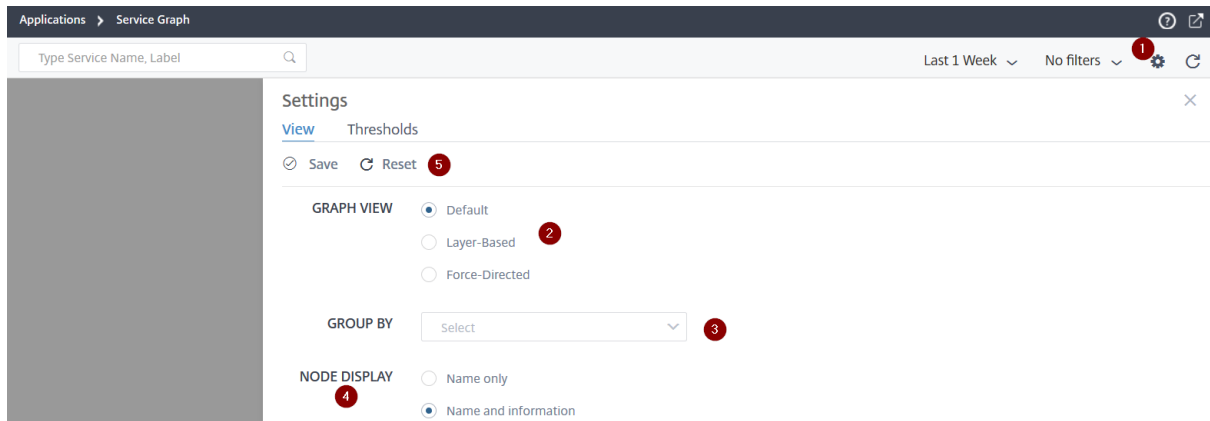 Applications > Service Graph
Type Service Name, Label
Last 1 Week
No filters
1
Settings
View Thresholds
Save Reset 5
GRAPH VIEW Default
Layer-Based 2
Force-Directed
GROUP BY Select 3
NODE DISPLAY Name only
4
Name and information